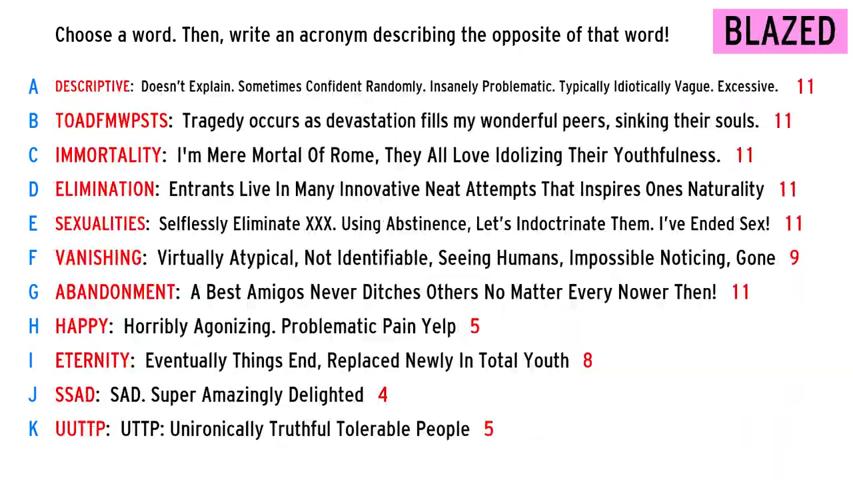 Choose a word. Then, write an acronym describing the opposite of that word!
BLAZED
A DESCRIPTIVE: Doesn't Explain. Sometimes Confident Randomly. Insanely Problematic. Typically Idiotically Vague. Excessive. 11
B TOADFMWPSTS: Tragedy occurs as devastation fills my wonderful peers, sinking their souls. 11
C IMMORTALITY: I'm Mere Mortal Of Rome, They All Love Idolizing Their Youthfulness. 11
D ELIMINATION: Entrants Live In Many Innovative Neat Attempts That Inspires Ones Naturality 11
E SEXUALITIES: Selflessly Eliminate XXX. Using Abstinence, Let's Indoctrinate Them. I've Ended Sex! 11
F VANISHING: Virtually Atypical, Not Identifiable, Seeing Humans, Impossible Noticing, Gone 9
G ABANDONMENT: A Best Amigos Never Ditches Others No Matter Every Nower Then! 11
H HAPPY: Horribly Agonizing. Problematic Pain Yelp 5
I ETERNITY: Eventually Things End, Replaced Newly In Total Youth 8
J SSAD: SAD. Super Amazingly Delighted 4
K UUTTP: UTTP: Unironically Truthful Tolerable People 5